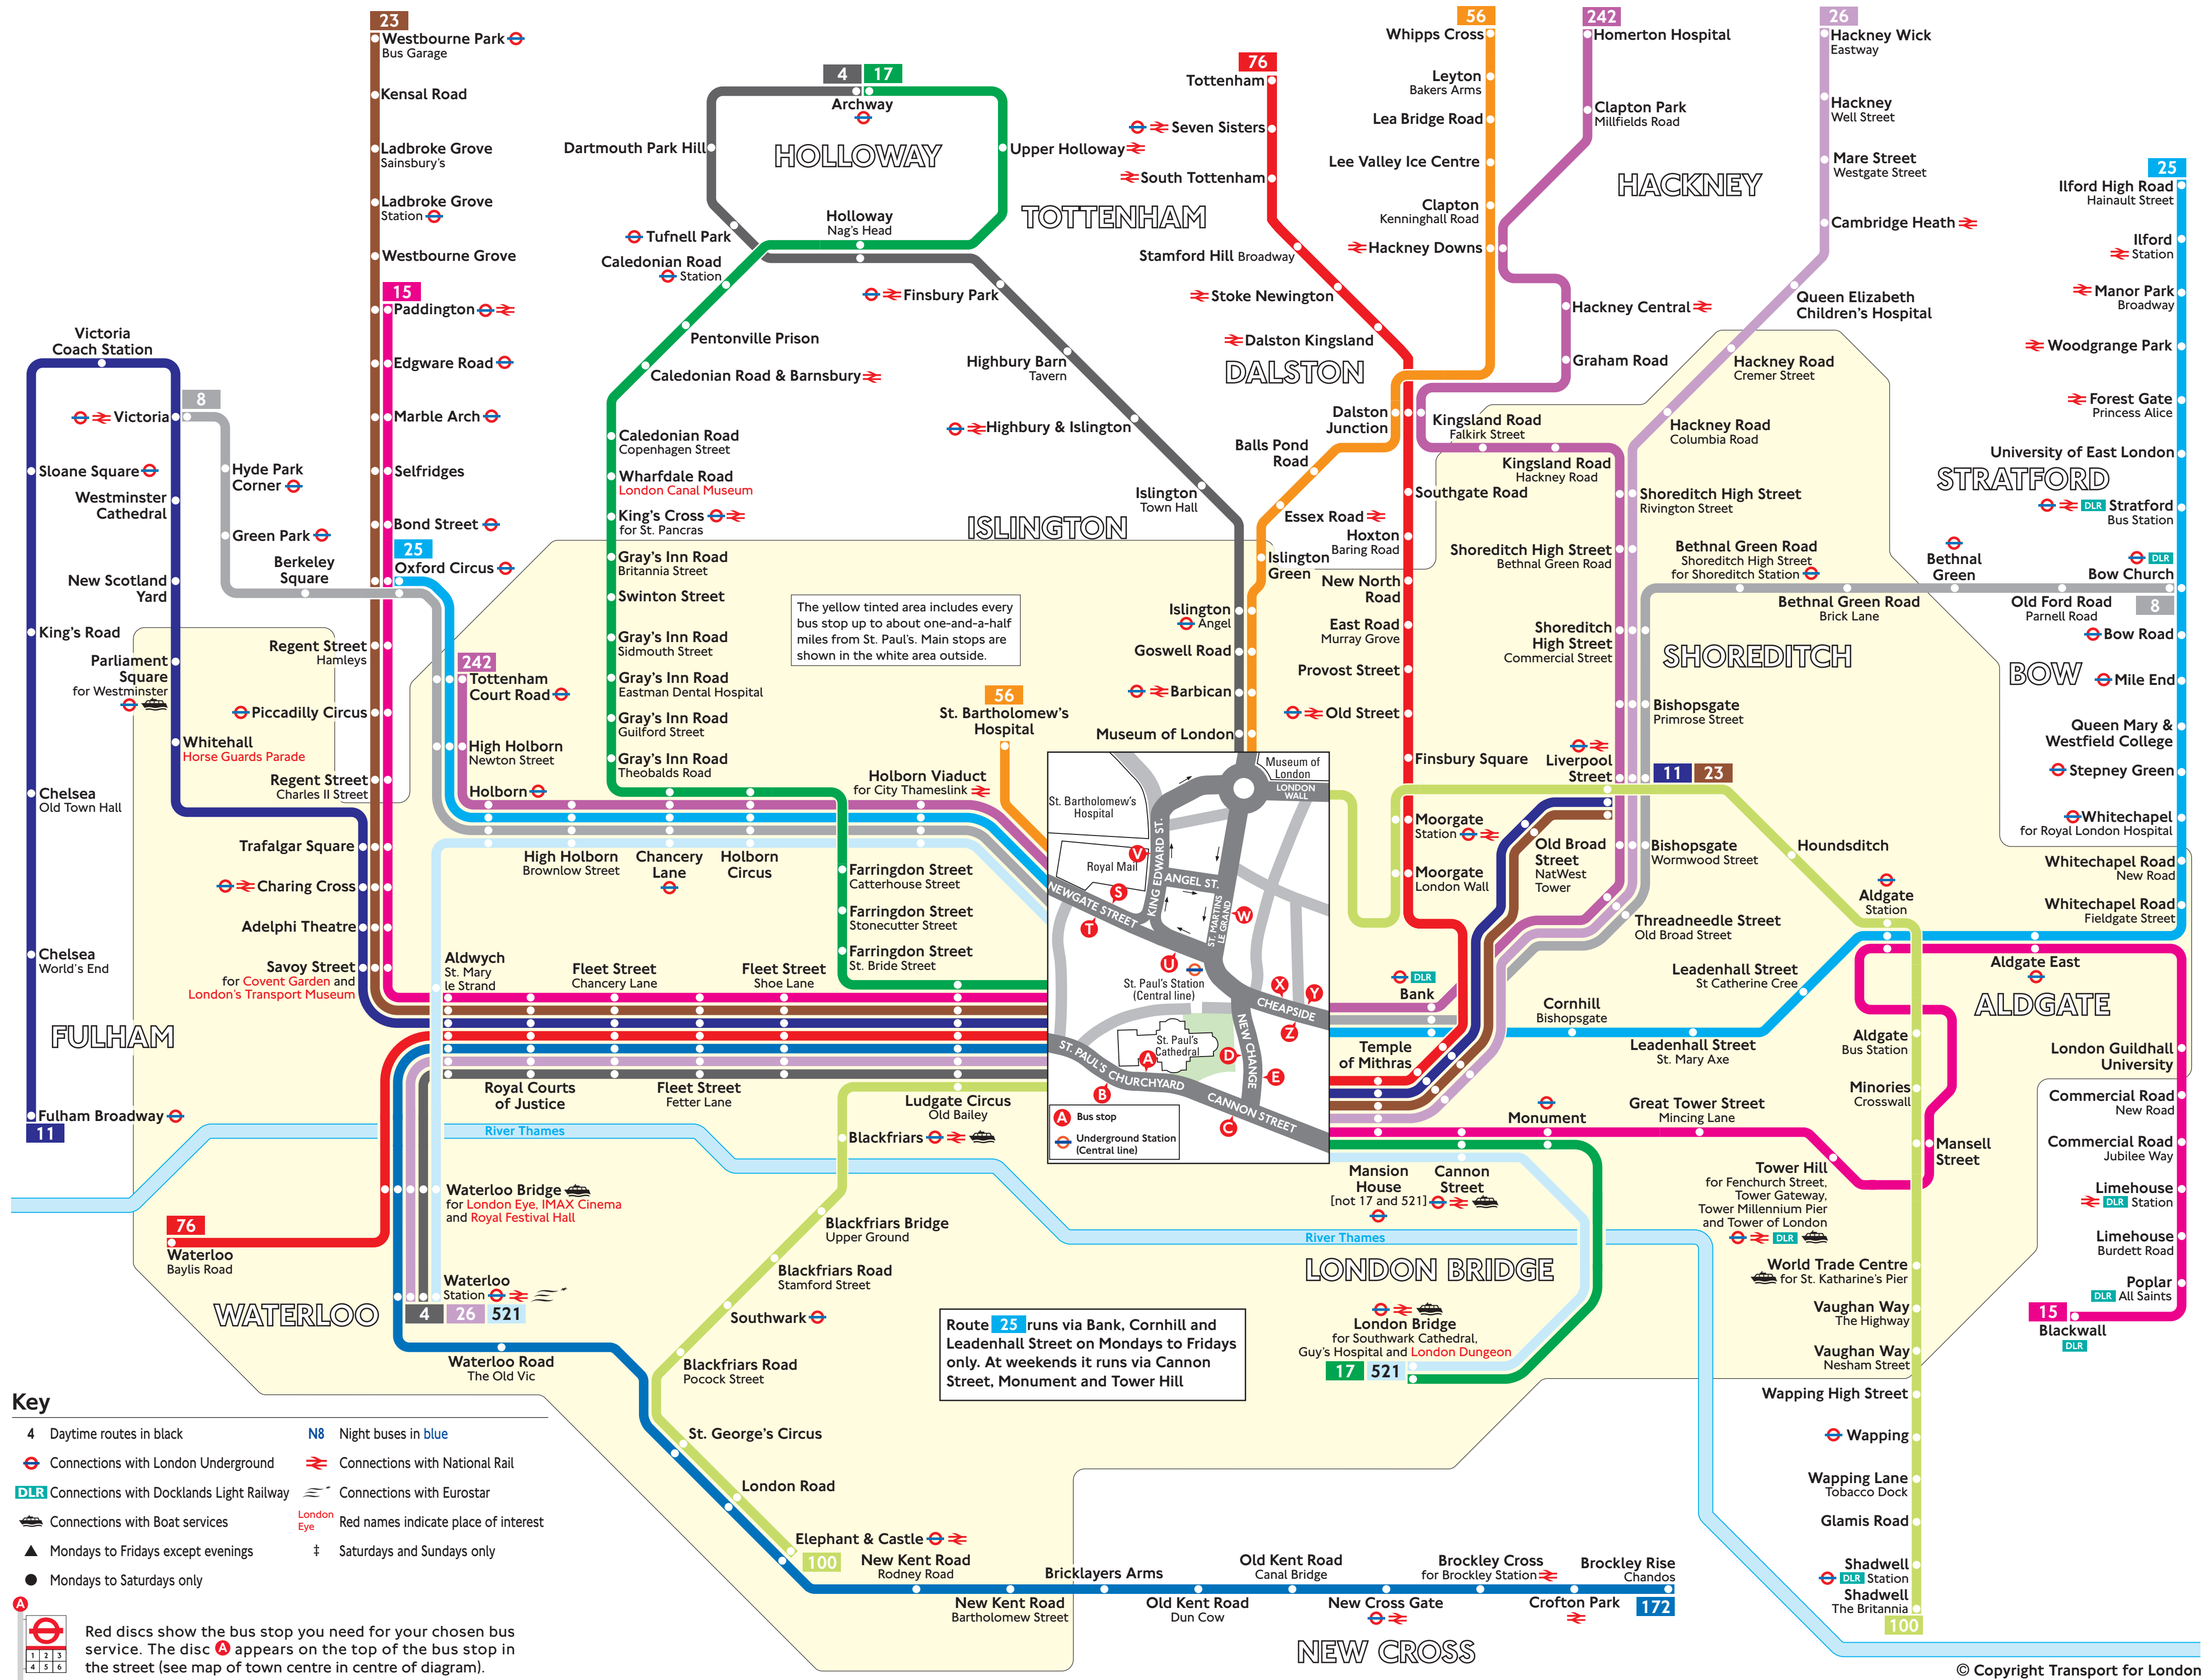 23
Westbourne Park
Bus Garage
Kensal Road
Ladbroke Grove
Sainsbury's
Ladbroke Grove
Station
Westbourne Grove
15
Paddington
Edgware Road
Marble Arch
Selfridges
Bond Street
25
Oxford Circus
Victoria
Coach Station
8
Victoria
Sloane Square
Westminster
Cathedral
Hyde Park
Corner
Green Park
Berkeley
Square
New Scotland
Yard
King's Road
Parliament
Square
for Westminster
Whitehall
Horse Guards Parade
Chelsea
Old Town Hall
Chelsea
World's End
FULHAM
Fulham Broadway
11
Regent Street
Hamleys
Piccadilly Circus
Regent Street
Charles II Street
Trafalgar Square
Charing Cross
Adelphi Theatre
Savoy Street
for Covent Garden and
London's Transport Museum
242
Tottenham
Court Road
High Holborn
Newton Street
Holborn
High Holborn
Brownlow Street
Chancery
Lane
Holborn
Circus
Holborn Viaduct
for City Thameslink
56
St. Bartholomew's
Hospital
4
17
Archway
HOLLOWAY
Dartmouth Park Hill
Upper Holloway
Tufnell Park
Holloway
Nag's Head
Caledonian Road
Station
Finsbury Park
Pentonville Prison
Caledonian Road & Barnsbury
Highbury Barn
Tavern
Highbury & Islington
Caledonian Road
Copenhagen Street
Wharfdale Road
London Canal Museum
King's Cross
for St. Pancras
Gray's Inn Road
Britannia Street
Swinton Street
Gray's Inn Road
Sidmouth Street
Gray's Inn Road
Eastman Dental Hospital
Gray's Inn Road
Guilford Street
Gray's Inn Road
Theobalds Road
The yellow tinted area includes every
bus stop up to about one-and-a-half
miles from St. Paul's. Main stops are
shown in the white area outside.
ISLINGTON
Islington
Town Hall
Islington
Angel
Goswell Road
Barbican
Museum of London
TOTTENHAM
76
Tottenham
Seven Sisters
South Tottenham
Stamford Hill Broadway
Stoke Newington
Dalston Kingsland
DALSTON
Dalston
Junction
Balls Pond
Road
Essex Road
Islington
Green
Southgate Road
Hoxton
Baring Road
New North
Road
East Road
Murray Grove
Provost Street
Old Street
Finsbury Square
Moorgate
Station
Moorgate
London Wall
56
Whipps Cross
Leyton
Bakers Arms
Lea Bridge Road
Lee Valley Ice Centre
Clapton
Kenninghall Road
Hackney Downs
242
Homerton Hospital
Clapton Park
Millfields Road
HACKNEY
Hackney Central
Graham Road
Kingsland Road
Falkirk Street
Kingsland Road
Hackney Road
Shoreditch High Street
Rivington Street
Shoreditch High Street
Bethnal Green Road
Shoreditch
High Street
Commercial Street
SHOREDITCH
Bishopsgate
Primrose Street
Liverpool
Street
11
23
Old Broad
Street
NatWest
Tower
Bishopsgate
Wormwood Street
Threadneedle Street
Old Broad Street
26
Hackney Wick
Eastway
Hackney
Well Street
Mare Street
Westgate Street
Cambridge Heath
Queen Elizabeth
Children's Hospital
Hackney Road
Cremer Street
Hackney Road
Columbia Road
Bethnal Green Road
Shoreditch High Street
for Shoreditch Station
Bethnal Green Road
Brick Lane
Bethnal
Green
Old Ford Road
Parnell Road
Bow Church
DLR
8
25
Ilford High Road
Hainault Street
Ilford
Station
Manor Park
Broadway
Woodgrange Park
Forest Gate
Princess Alice
University of East London
STRATFORD
DLR
Stratford
Bus Station
Bow Road
BOW
Mile End
Queen Mary &
Westfield College
Stepney Green
Whitechapel
for Royal London Hospital
Whitechapel Road
New Road
Whitechapel Road
Fieldgate Street
Houndsditch
Aldgate
Station
Aldgate East
ALDGATE
Leadenhall Street
St Catherine Cree
Cornhill
Bishopsgate
Leadenhall Street
St. Mary Axe
DLR
Bank
Temple
of Mithras
Aldgate
Bus Station
Minories
Crosswall
Mansell
Street
London Guildhall
University
Commercial Road
New Road
Commercial Road
Jubilee Way
Limehouse
DLR
Station
Limehouse
Burdett Road
Poplar
DLR
All Saints
15
Blackwall
DLR
Monument
Great Tower Street
Mincing Lane
Tower Hill
for Fenchurch Street,
Tower Gateway,
Tower Millennium Pier
and Tower of London
DLR
World Trade Centre
for St. Katharine's Pier
Vaughan Way
The Highway
Vaughan Way
Nesham Street
Wapping High Street
Wapping
Wapping Lane
Tobacco Dock
Glamis Road
Shadwell
DLR
Station
Shadwell
The Britannia
100
Mansion
House
[not 17 and 521]
Cannon
Street
River Thames
LONDON BRIDGE
London Bridge
for Southwark Cathedral,
Guy's Hospital and London Dungeon
17
521
Museum of
London
LONDON
WALL
St. Bartholomew's
Hospital
KING EDWARD ST.
Royal Mail
V
ANGEL ST.
S
NEWGATE STREET
T
ST. MARTINS
LE GRAND
W
U
St. Paul's Station
(Central line)
X
Y
CHEAPSIDE
Z
NEW CHANGE
St. Paul's
Cathedral
A
D
E
ST. PAUL'S CHURCHYARD
B
CANNON STREET
C
A
Bus stop
Underground Station
(Central line)
Farringdon Street
Catterhouse Street
Farringdon Street
Stonecutter Street
Farringdon Street
St. Bride Street
Aldwych
St. Mary
le Strand
Fleet Street
Chancery Lane
Fleet Street
Shoe Lane
Royal Courts
of Justice
Fleet Street
Fetter Lane
Ludgate Circus
Old Bailey
River Thames
Blackfriars
Waterloo Bridge
for London Eye, IMAX Cinema
and Royal Festival Hall
76
Waterloo
Baylis Road
Waterloo
Station
4
26
521
WATERLOO
Waterloo Road
The Old Vic
Blackfriars Bridge
Upper Ground
Blackfriars Road
Stamford Street
Southwark
Blackfriars Road
Pocock Street
St. George's Circus
London Road
Elephant & Castle
100
Route 25 runs via Bank, Cornhill and
Leadenhall Street on Mondays to Fridays
only. At weekends it runs via Cannon
Street, Monument and Tower Hill
New Kent Road
Rodney Road
New Kent Road
Bartholomew Street
Bricklayers Arms
Old Kent Road
Dun Cow
Old Kent Road
Canal Bridge
New Cross Gate
Brockley Cross
for Brockley Station
Crofton Park
Brockley Rise
Chandos
172
NEW CROSS
Key
4 Daytime routes in black
N8 Night buses in blue
Connections with London Underground
Connections with National Rail
DLR Connections with Docklands Light Railway
Connections with Eurostar
Connections with Boat services
London
Eye
Red names indicate place of interest
▲ Mondays to Fridays except evenings
‡ Saturdays and Sundays only
● Mondays to Saturdays only
A
1 2 3
4 5 6
Red discs show the bus stop you need for your chosen bus
service. The disc A appears on the top of the bus stop in
the street (see map of town centre in centre of diagram).
© Copyright Transport for London